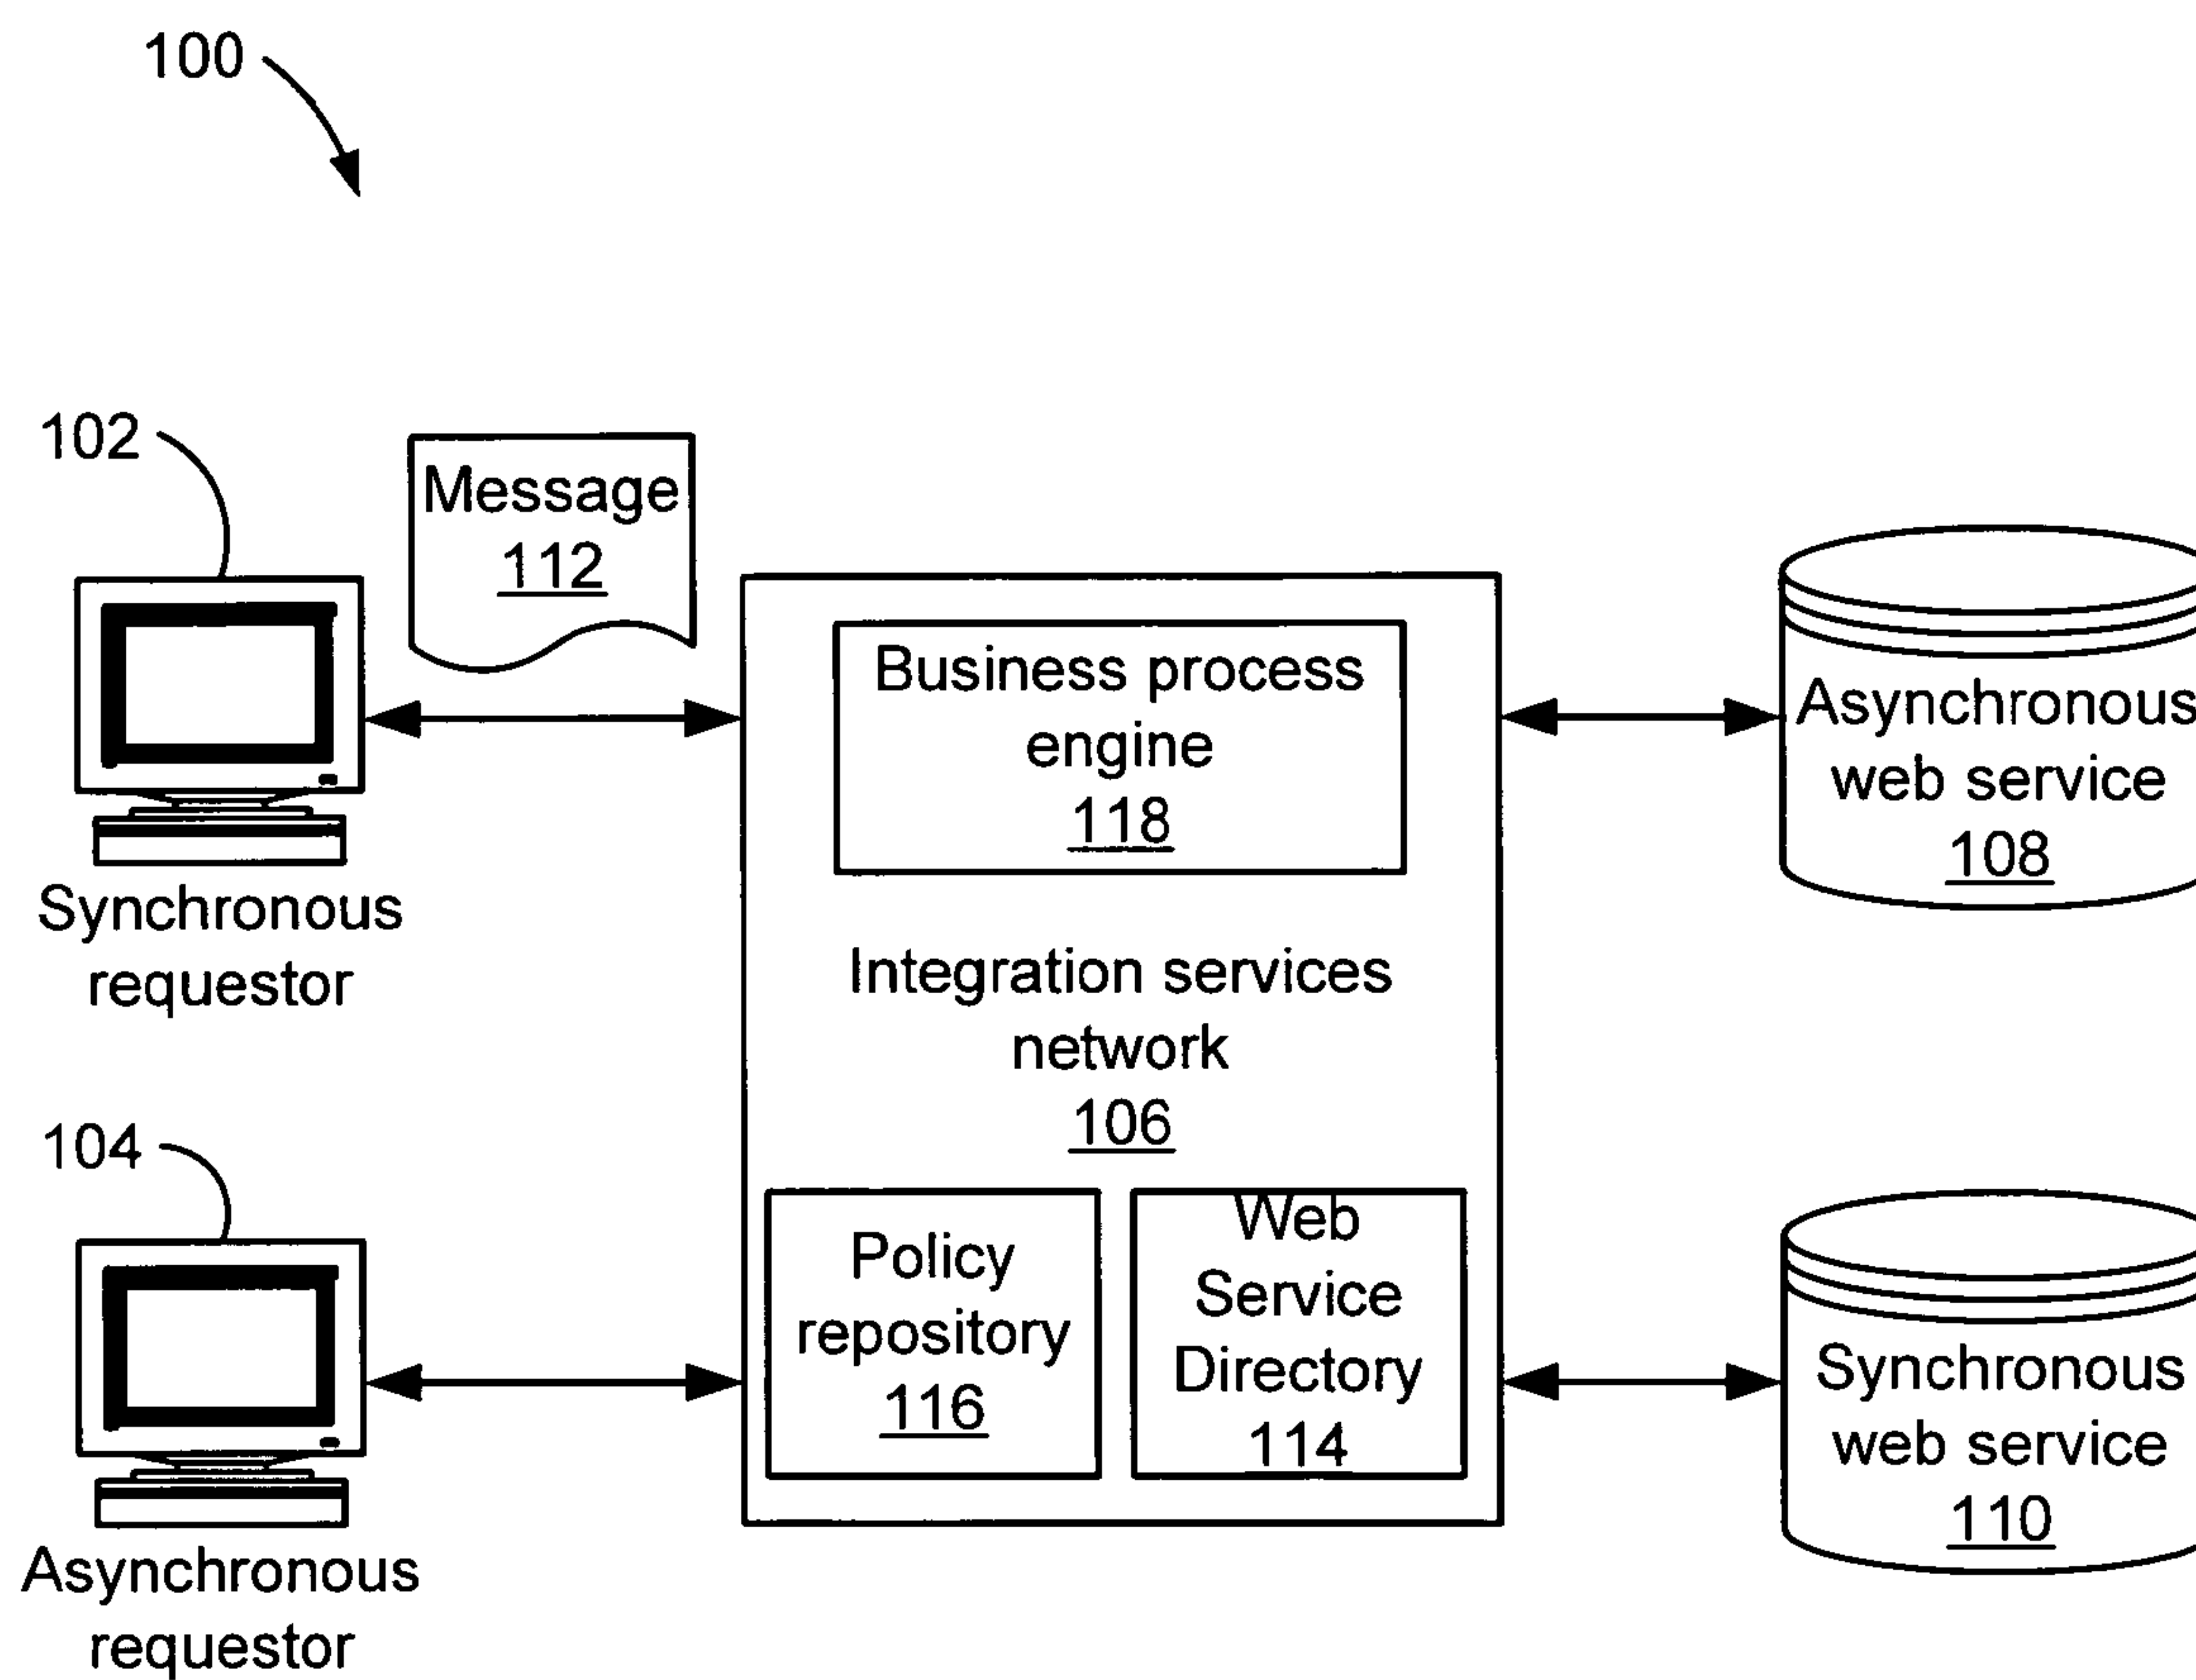 100
102
Message
112
Synchronous
requestor
Business process
engine
118
Integration services
network
106
Asynchronous
web service
108
104
Asynchronous
requestor
Policy
repository
116
Web
Service
Directory
114
Synchronous
web service
110